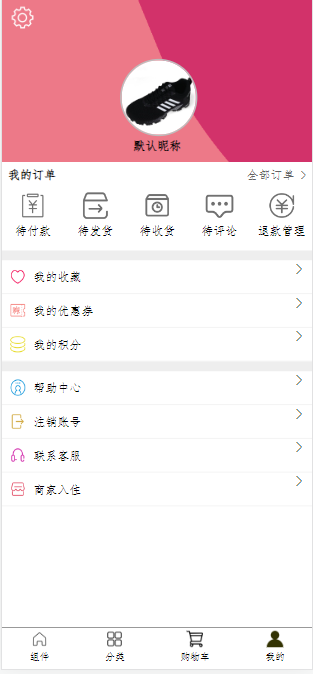 默认昵称
我的订单 全部订单
待付款 待发货 待收货 待评论 退款管理
我的收藏
我的优惠券
我的积分
帮助中心
注销账号
联系客服
商家入住
组件 分类 购物车 我的